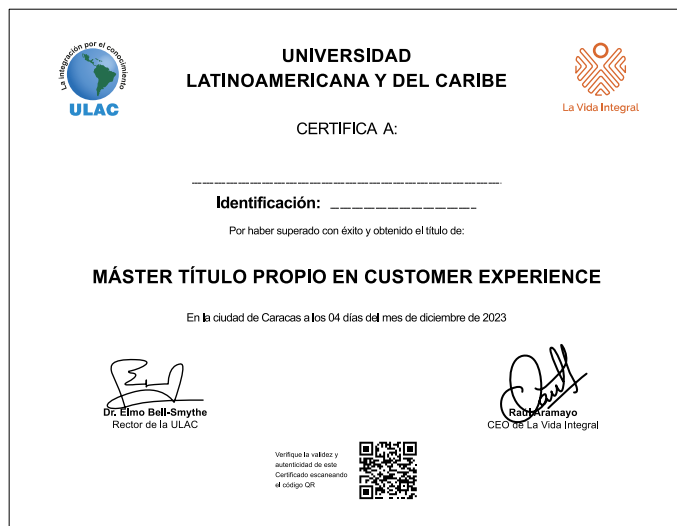 La integración por el conocimiento
ULAC
UNIVERSIDAD
LATINOAMERICANA Y DEL CARIBE
La Vida Integral
CERTIFICA A:
Identificación:
Por haber superado con éxito y obtenido el título de:
MÁSTER TÍTULO PROPIO EN CUSTOMER EXPERIENCE
En la ciudad de Caracas a los 04 días del mes de diciembre de 2023
Dr. Elmo Bell-Smythe
Rector de la ULAC
Raúl Aramayo
CEO de La Vida Integral
Verifique la validez y
autenticidad de este
Certificado escaneando
el código QR